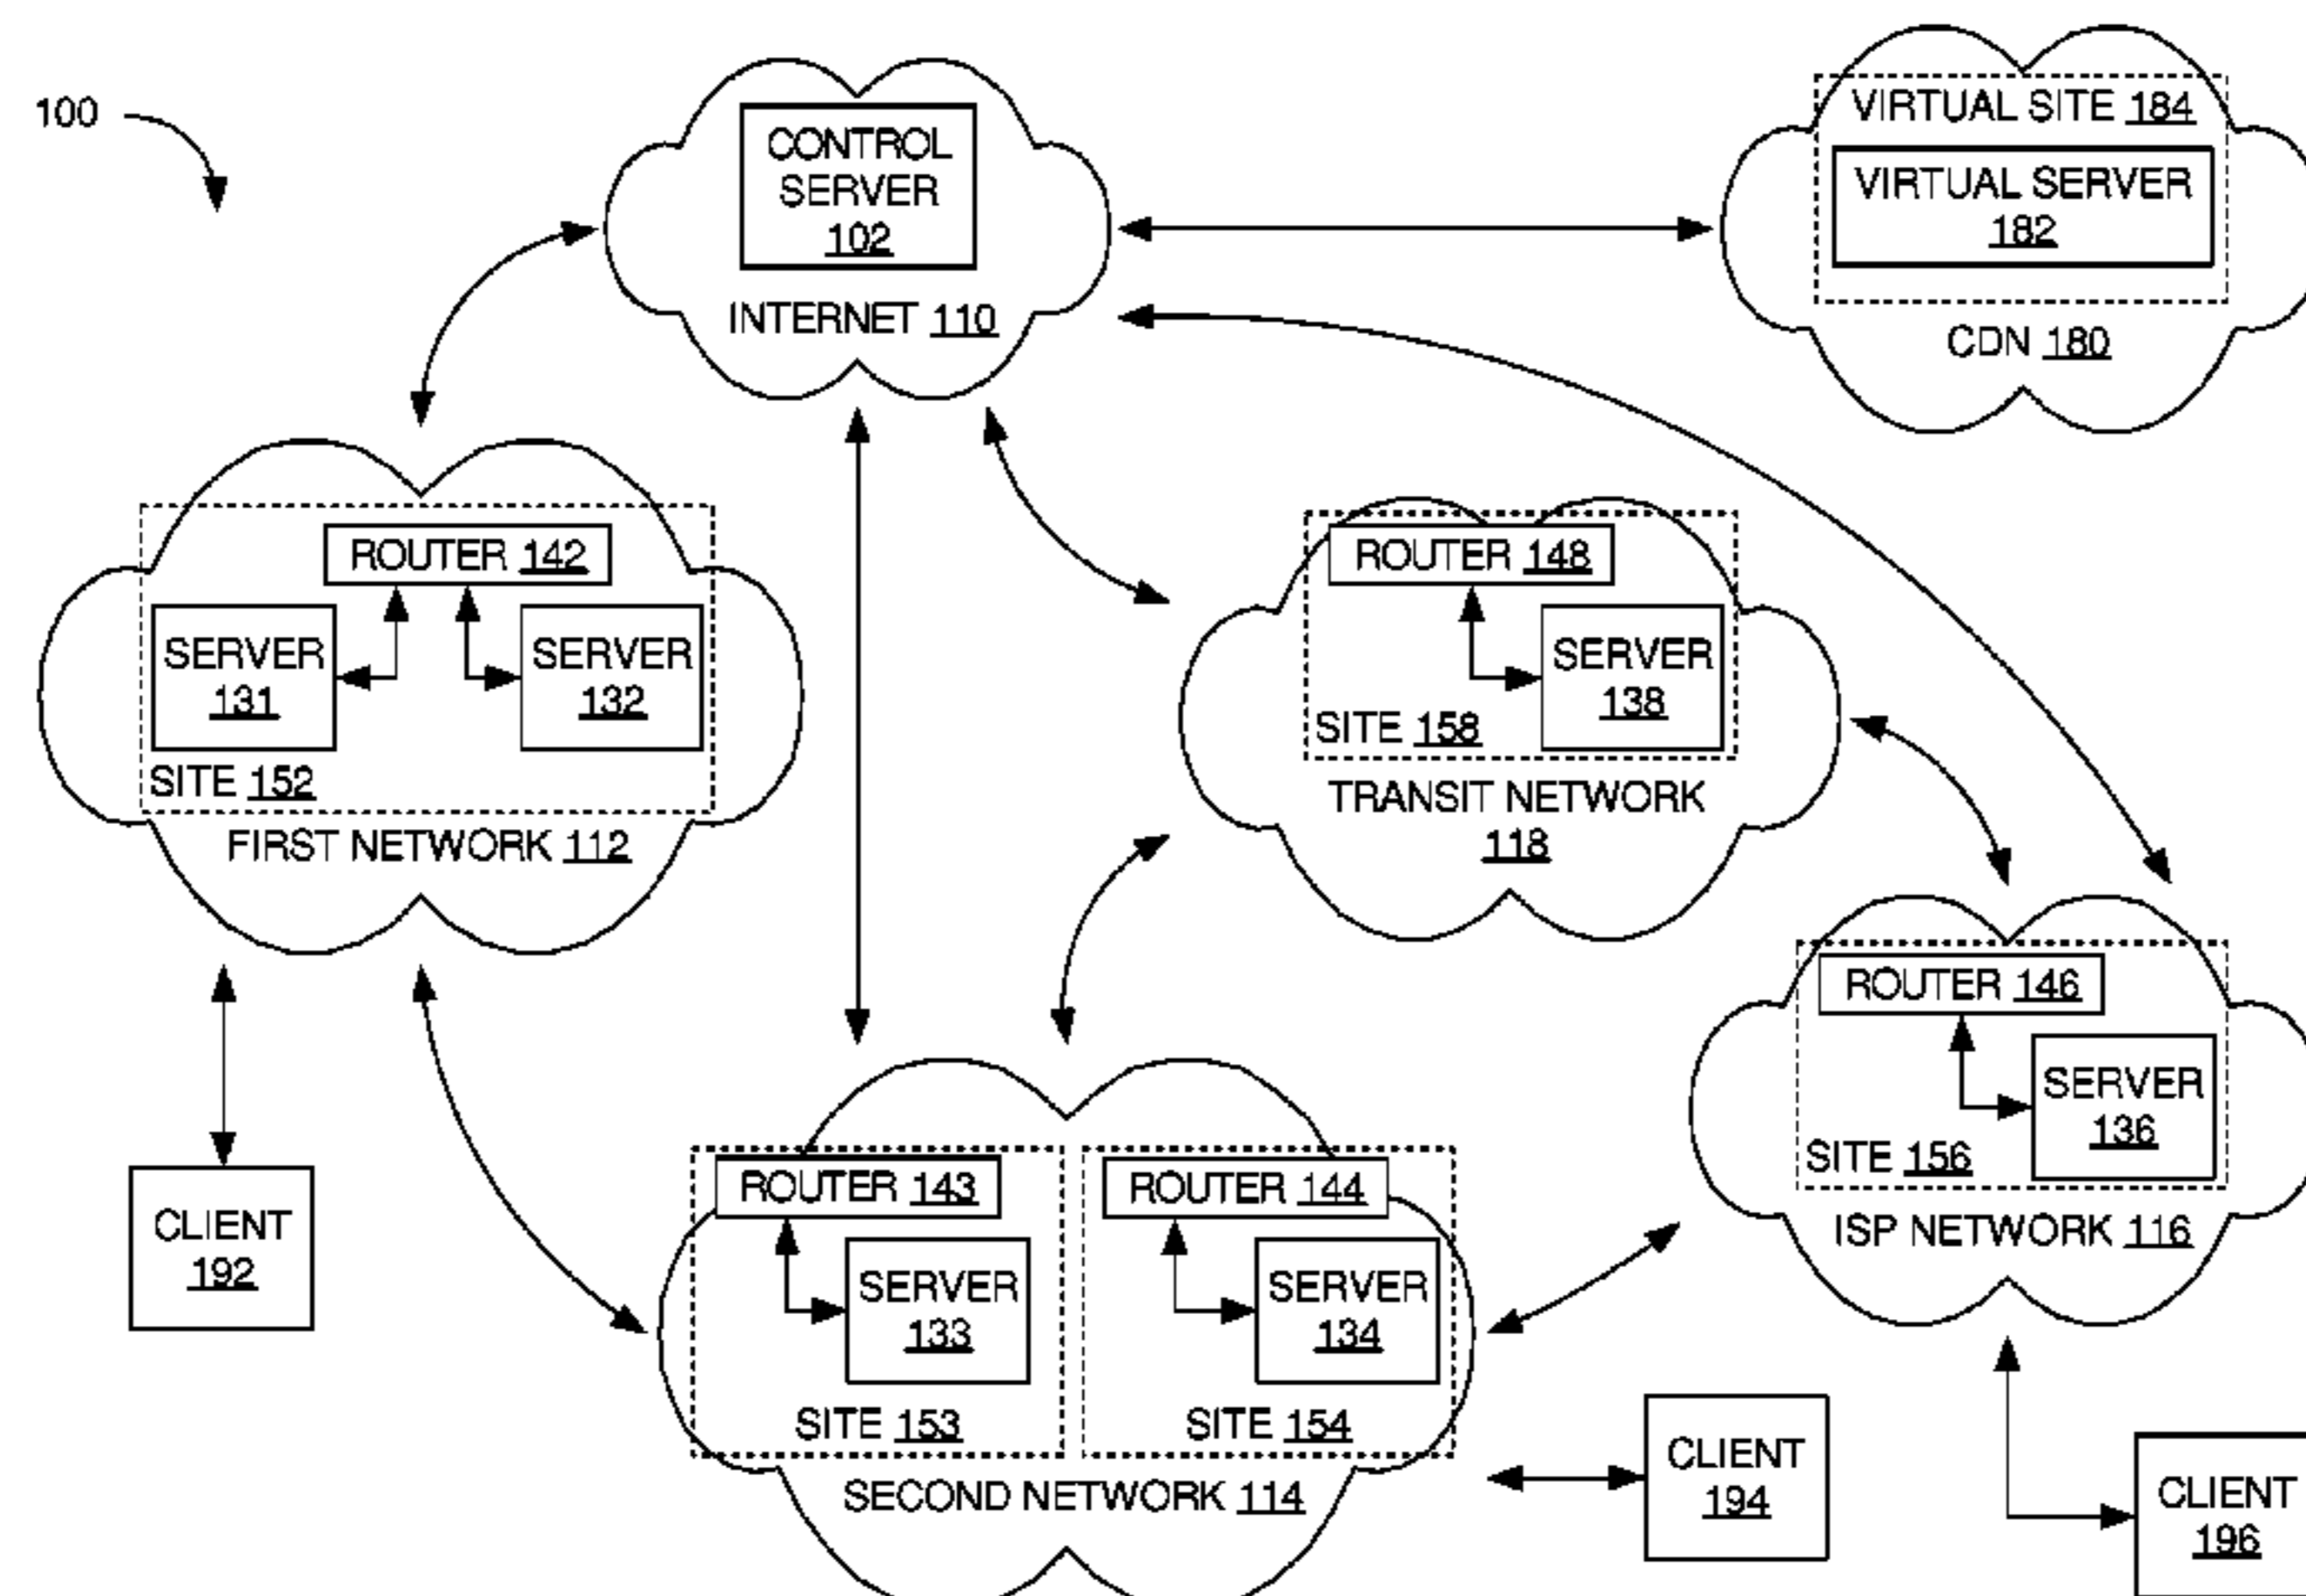 100
CONTROL
SERVER
102
INTERNET 110
VIRTUAL SITE 184
VIRTUAL SERVER
182
CDN 180
ROUTER 142
SERVER
131
SERVER
132
SITE 152
FIRST NETWORK 112
ROUTER 148
SERVER
138
SITE 158
TRANSIT NETWORK
118
ROUTER 146
SERVER
136
SITE 156
ISP NETWORK 116
CLIENT
192
ROUTER 143
SERVER
133
SITE 153
ROUTER 144
SERVER
134
SITE 154
SECOND NETWORK 114
CLIENT
194
CLIENT
196